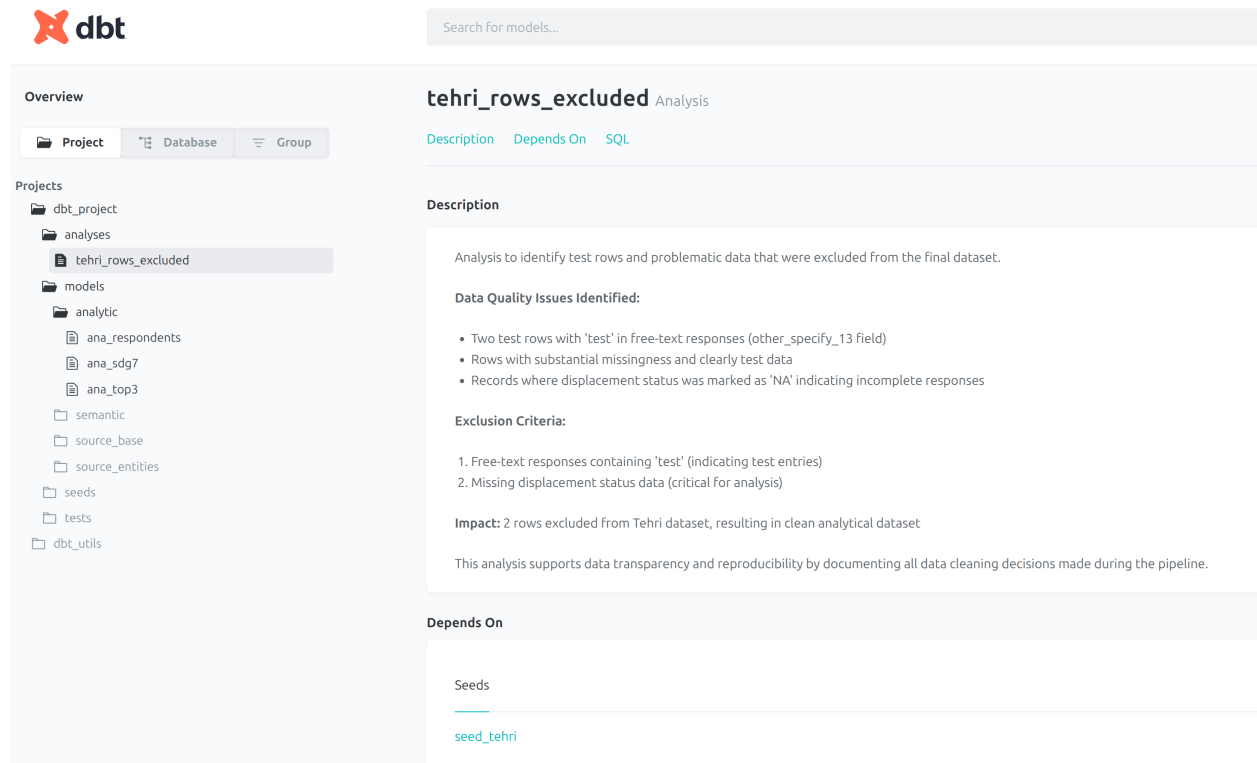 dbt
Search for models...
Overview
Project Database Group
Projects
dbt_project
analyses
tehri_rows_excluded
models
analytic
ana_respondents
ana_sdg7
ana_top3
semantic
source_base
source_entities
seeds
tests
dbt_utils
tehri_rows_excluded Analysis
Description Depends On SQL
Description
Analysis to identify test rows and problematic data that were excluded from the final dataset.
Data Quality Issues Identified:
• Two test rows with 'test' in free-text responses (other_specify_13 field)
• Rows with substantial missingness and clearly test data
• Records where displacement status was marked as 'NA' indicating incomplete responses
Exclusion Criteria:
1. Free-text responses containing 'test' (indicating test entries)
2. Missing displacement status data (critical for analysis)
Impact: 2 rows excluded from Tehri dataset, resulting in clean analytical dataset
This analysis supports data transparency and reproducibility by documenting all data cleaning decisions made during the pipeline.
Depends On
Seeds
seed_tehri